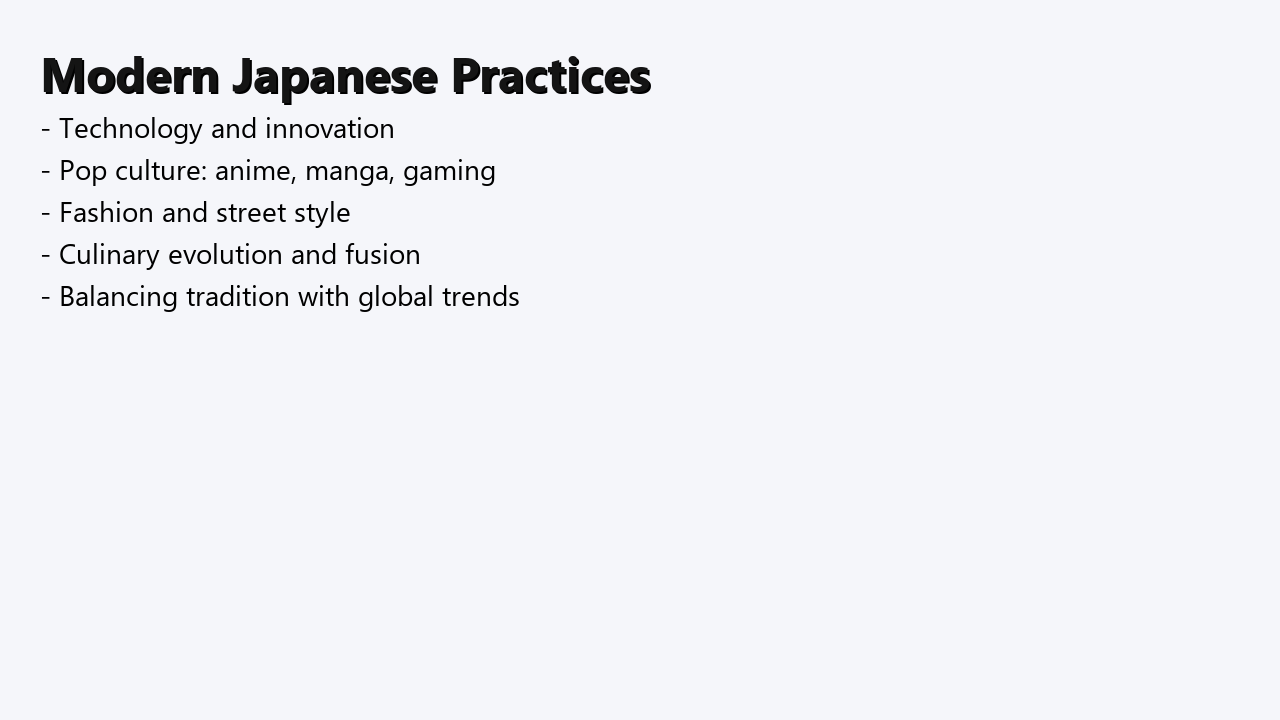 Modern Japanese Practices
- Technology and innovation
- Pop culture: anime, manga, gaming
- Fashion and street style
- Culinary evolution and fusion
- Balancing tradition with global trends